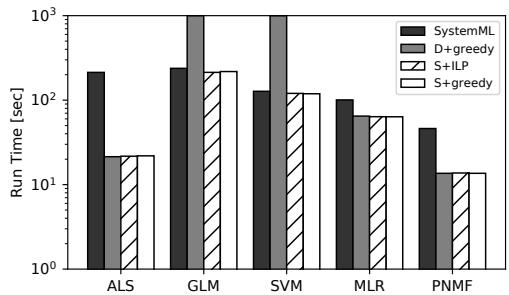 Run Time [sec]
10³
10²
10¹
10⁰
SystemML
D+greedy
S+ILP
S+greedy
ALS GLM SVM MLR PNMF